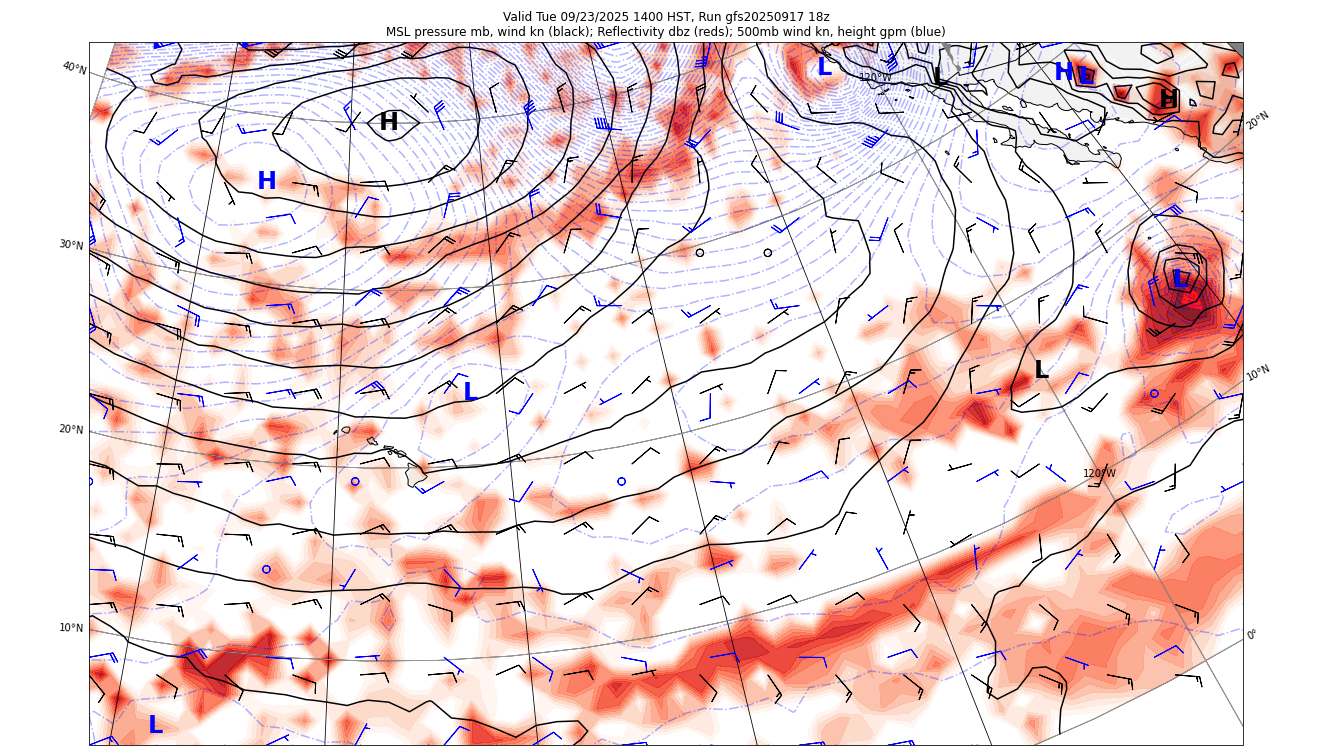 Valid Tue 09/23/2025 1400 HST, Run gfs20250917 18z
MSL pressure mb, wind kn (black); Reflectivity dbz (reds); 500mb wind kn, height gpm (blue)
40°N
L
120°W
L
H
L
H
20°N
H
H
30°N
L
L
10°N
L
20°N
120°W
10°N
0°
L